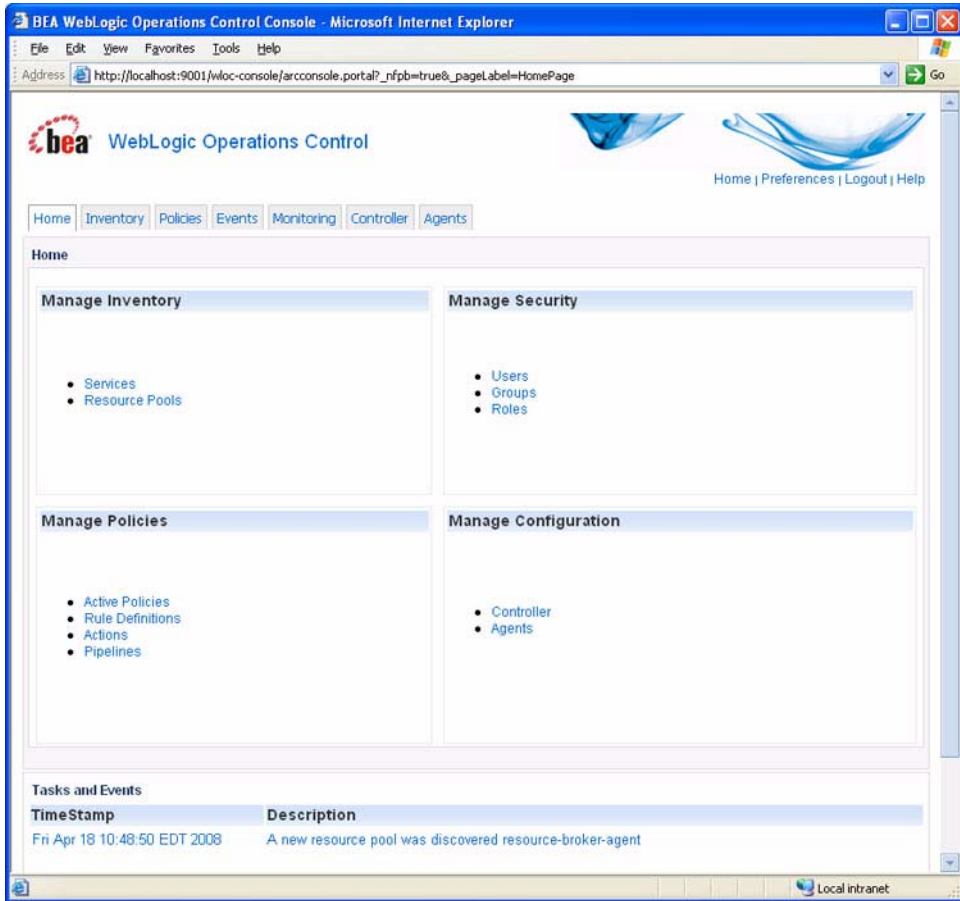 BEA WebLogic Operations Control Console - Microsoft Internet Explorer
File Edit View Favorites Tools Help
Address http://localhost:9001/wloc-console/arcconsole.portal?_nfpb=true&_pageLabel=HomePage Go
bea WebLogic Operations Control
Home | Preferences | Logout | Help
Home Inventory Policies Events Monitoring Controller Agents
Home
Manage Inventory
Services
Resource Pools
Manage Security
Users
Groups
Roles
Manage Policies
Active Policies
Rule Definitions
Actions
Pipelines
Manage Configuration
Controller
Agents
Tasks and Events
TimeStamp Description
Fri Apr 18 10:48:50 EDT 2008 A new resource pool was discovered resource-broker-agent
Local intranet